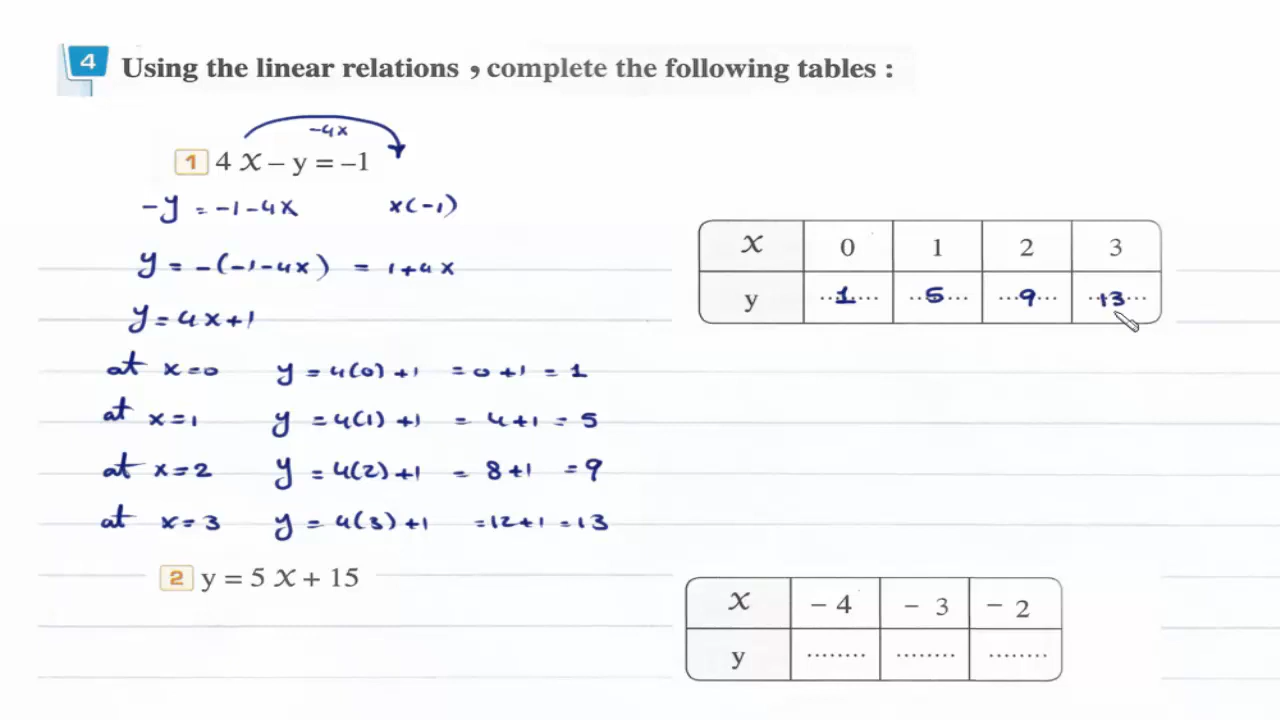 4 Using the linear relations , complete the following tables :
-4x
1 4 x – y = –1
-y = -1-4x x(-1)
y = -(-1-4x) = 1+4x
y = 4x+1
at x=0 y = 4(0)+1 = 0+1 = 1
at x=1 y = 4(1)+1 = 4+1 = 5
at x=2 y = 4(2)+1 = 8+1 = 9
at x=3 y = 4(3)+1 = 12+1 = 13
x 0 1 2 3
y 1 5 9 13
2 y = 5 x + 15
x – 4 – 3 – 2
y ........ ........ ........